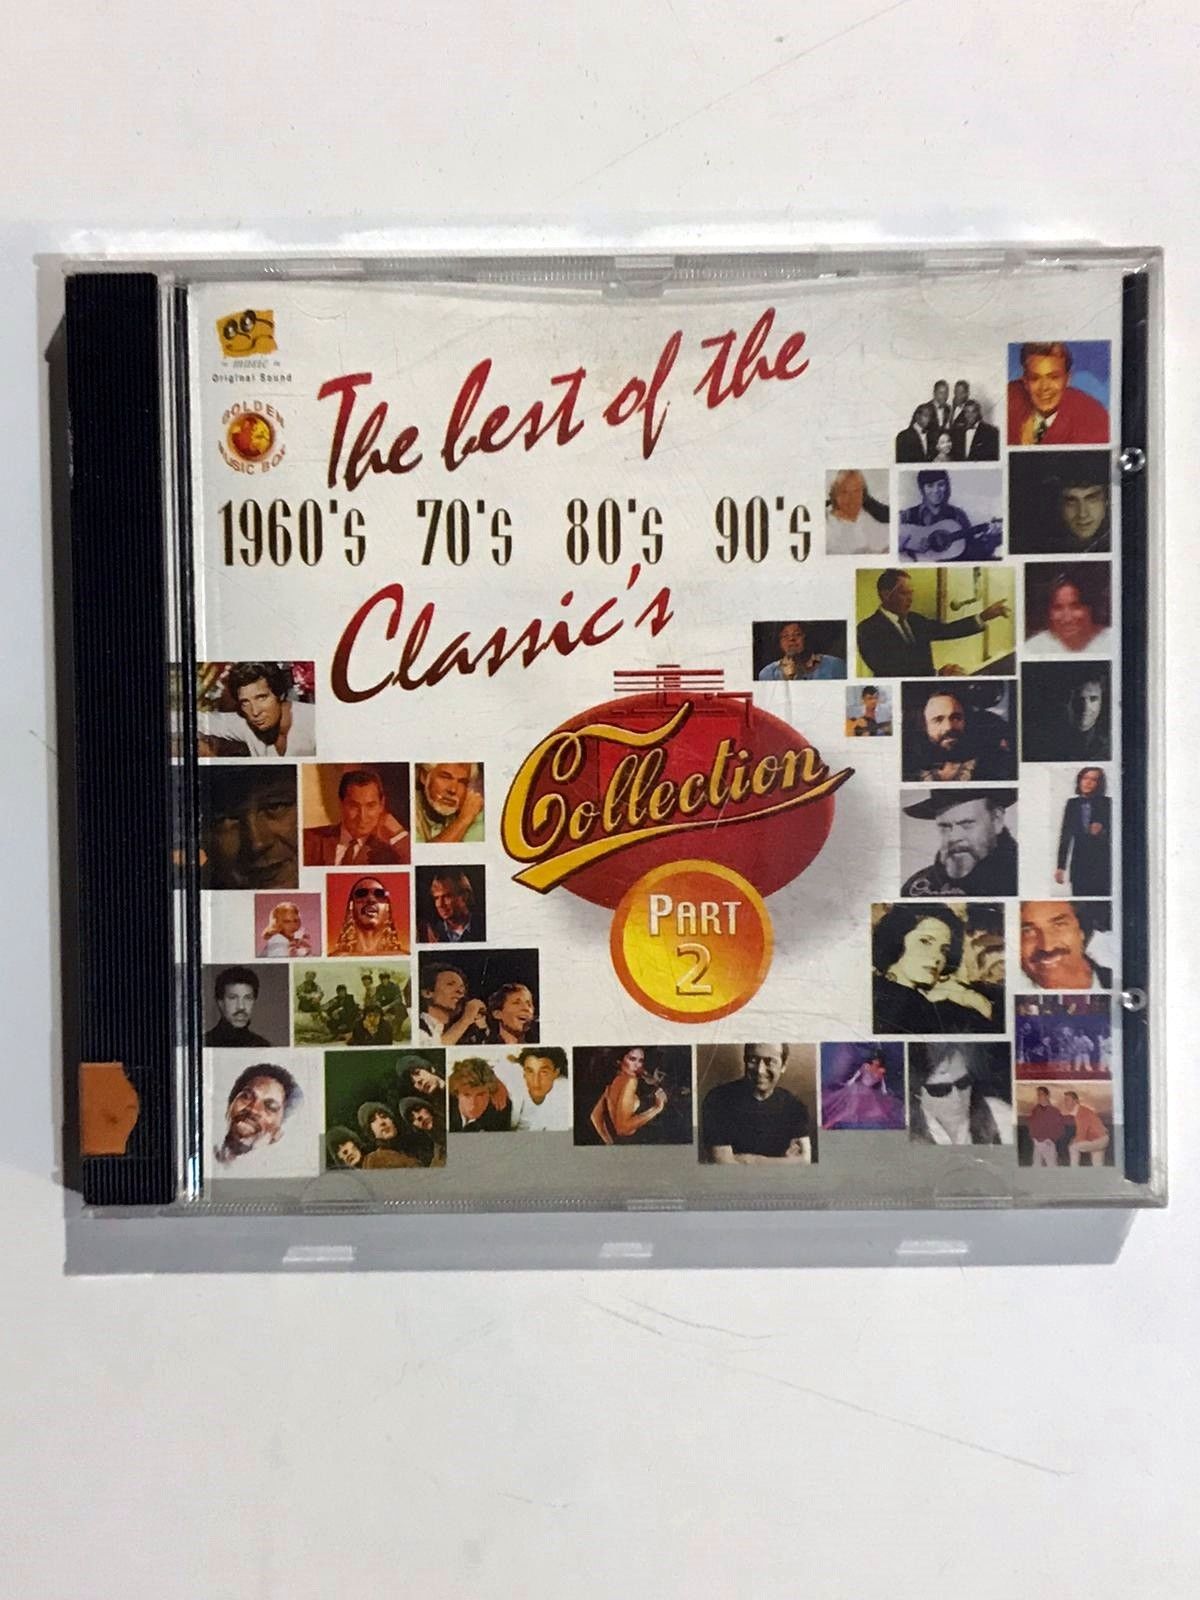 ~ music ~
Original Sound
GOLDEN
MUSIC BOX
The best of the
1960's 70's 80's 90's
Classic's
Collection
PART
2